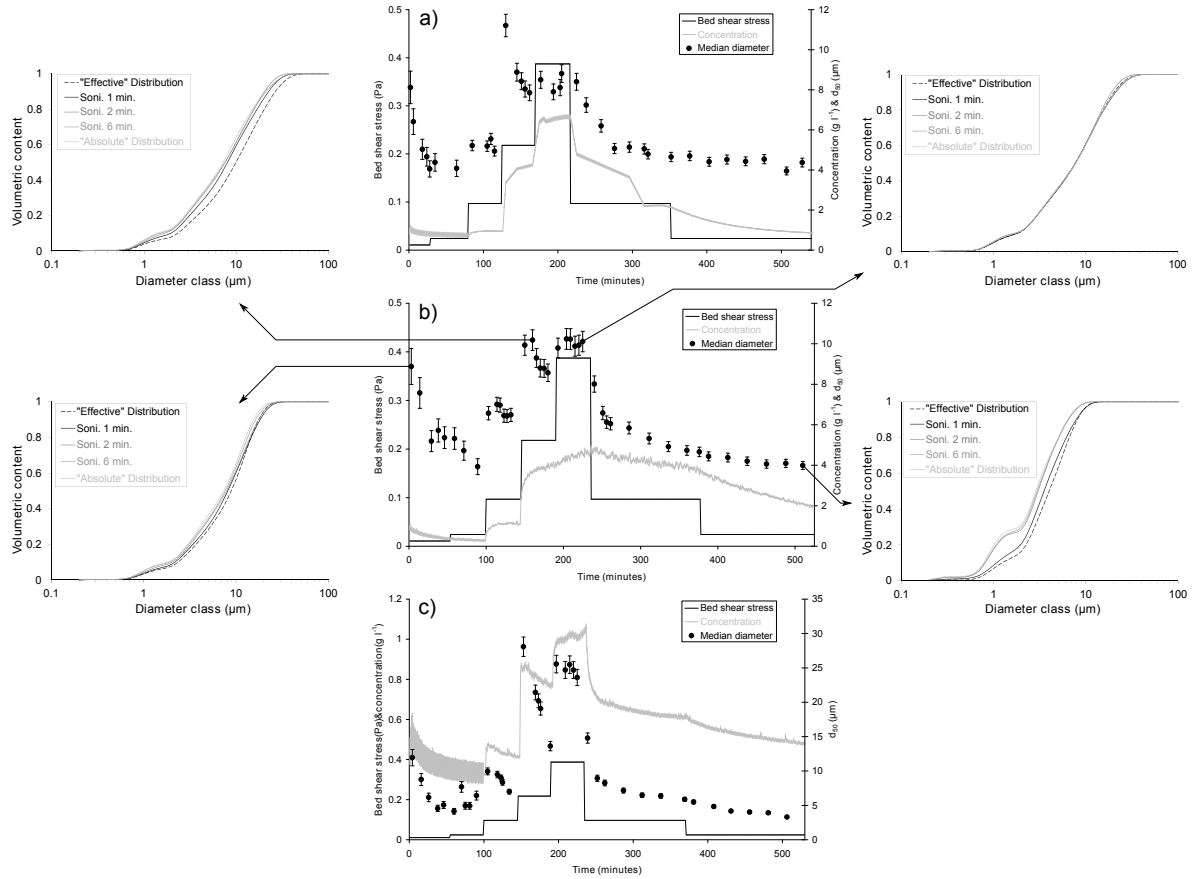 a)
Bed shear stress
Concentration
Median diameter
Bed shear stress (Pa)
0.5
0.4
0.3
0.2
0.1
0
12
10
8
6
4
2
0
Concentration (g l⁻¹) & d₅₀ (µm)
0 100 200 300 400 500
Time (minutes)
"Effective" Distribution
Soni. 1 min.
Soni. 2 min.
Soni. 6 min.
"Absolute" Distribution
Volumetric content
1
0.8
0.6
0.4
0.2
0
0.1 1 10 100
Diameter class (µm)
"Effective" Distribution
Soni. 1 min.
Soni. 2 min.
Soni. 6 min.
"Absolute" Distribution
Volumetric content
1
0.8
0.6
0.4
0.2
0
0.1 1 10 100
Diameter class (µm)
b)
Bed shear stress
Concentration
Median diameter
Bed shear stress (Pa)
0.5
0.4
0.3
0.2
0.1
0
12
10
8
6
4
2
0
Concentration (g l⁻¹) & d₅₀ (µm)
0 100 200 300 400 500
Time (minutes)
"Effective" Distribution
Soni. 1 min.
Soni. 2 min.
Soni. 6 min.
"Absolute" Distribution
Volumetric content
1
0.8
0.6
0.4
0.2
0
0.1 1 10 100
Diameter class (µm)
"Effective" Distribution
Soni. 1 min.
Soni. 2 min.
Soni. 6 min.
"Absolute" Distribution
Volumetric content
1
0.8
0.6
0.4
0.2
0
0.1 1 10 100
Diameter class (µm)
c)
Bed shear stress
Concentration
Median diameter
Bed shear stress(Pa)&concentration(g l⁻¹)
1.2
1
0.8
0.6
0.4
0.2
0
35
30
25
20
15
10
5
0
d₅₀ (µm)
0 100 200 300 400 500
Time (minutes)